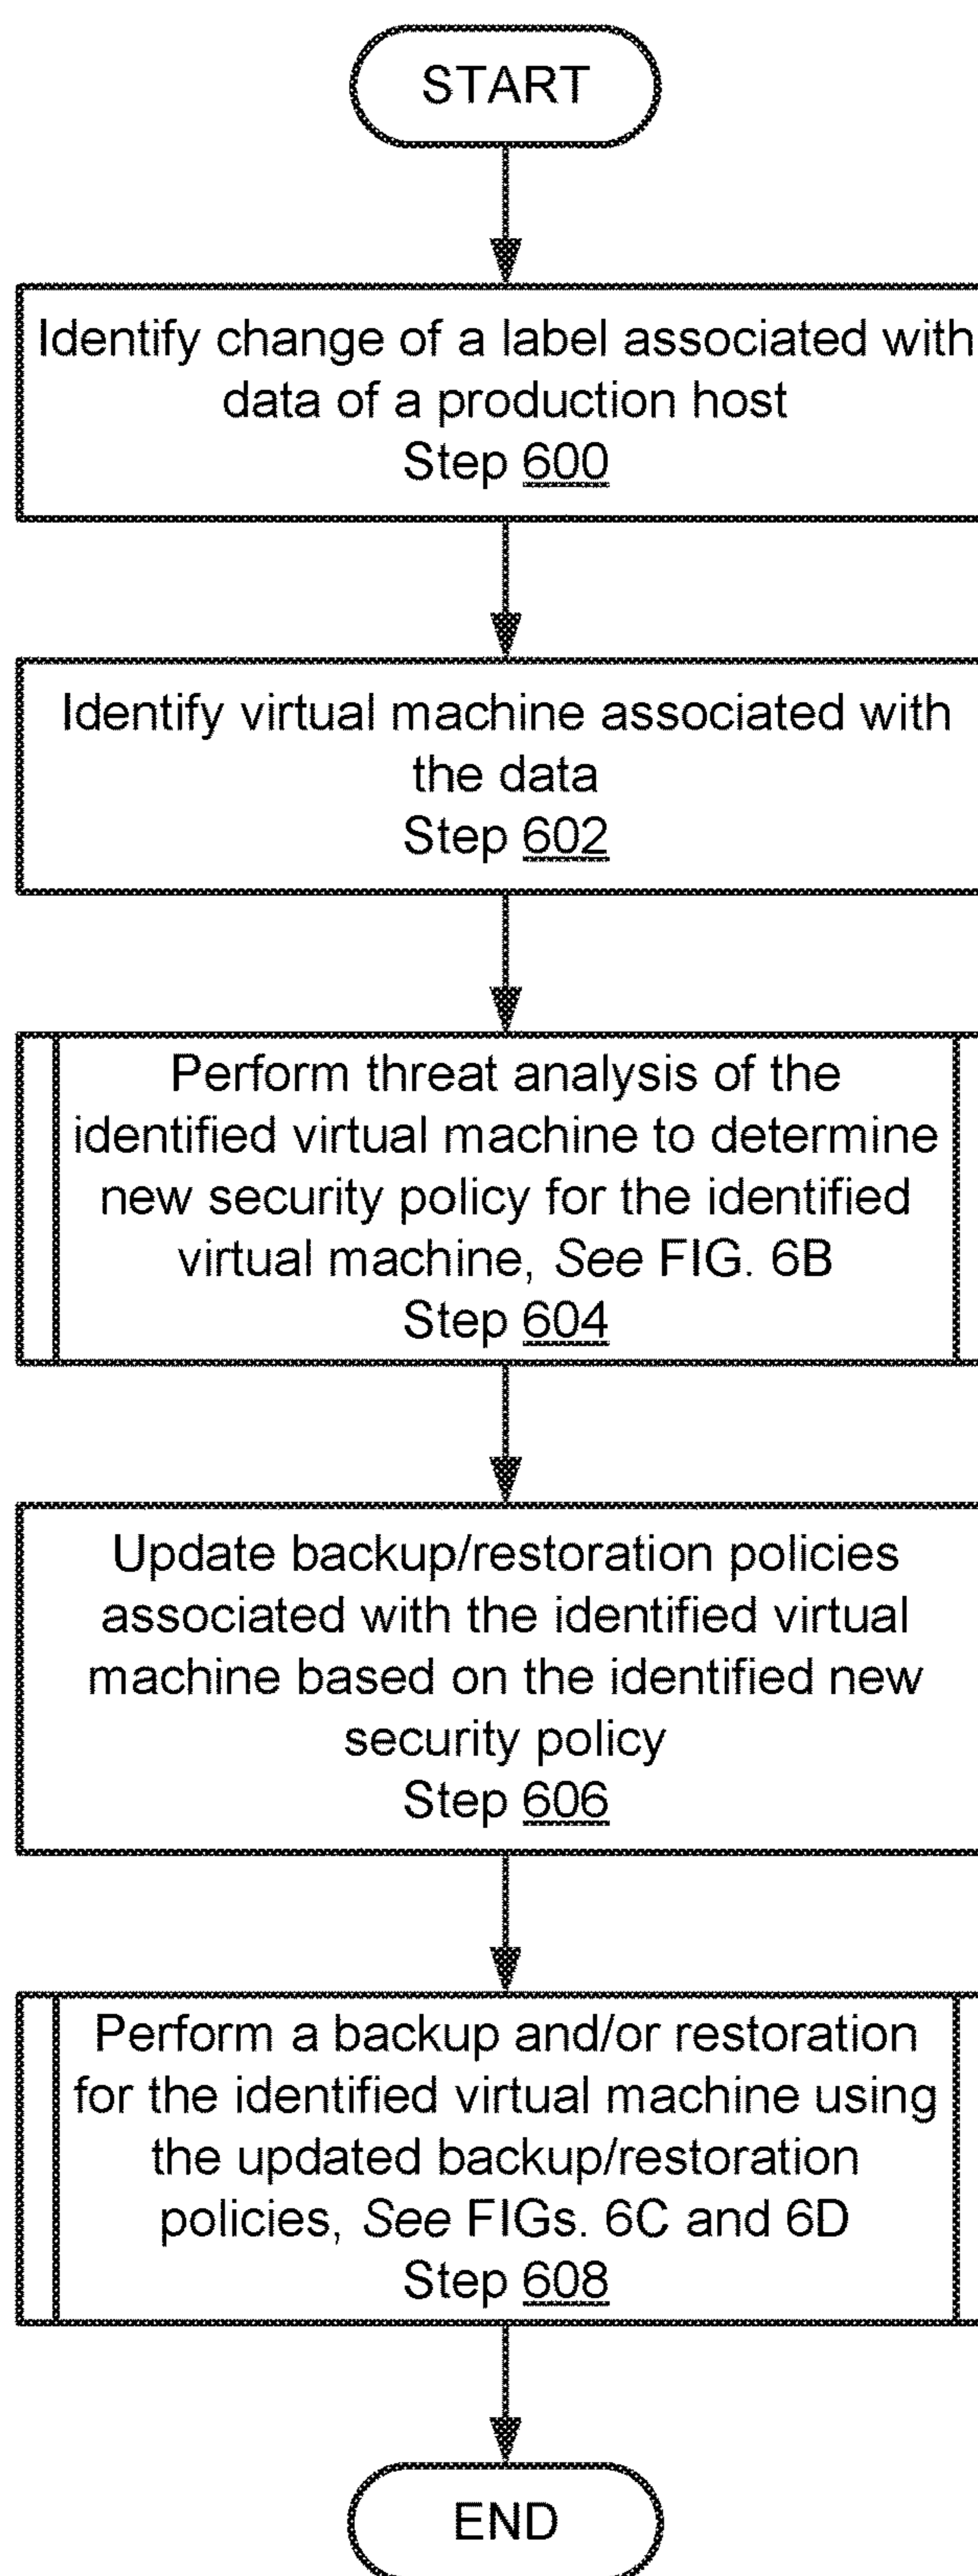 START
Identify change of a label associated with
data of a production host
Step 600
Identify virtual machine associated with
the data
Step 602
Perform threat analysis of the
identified virtual machine to determine
new security policy for the identified
virtual machine, See FIG. 6B
Step 604
Update backup/restoration policies
associated with the identified virtual
machine based on the identified new
security policy
Step 606
Perform a backup and/or restoration
for the identified virtual machine using
the updated backup/restoration
policies, See FIGs. 6C and 6D
Step 608
END